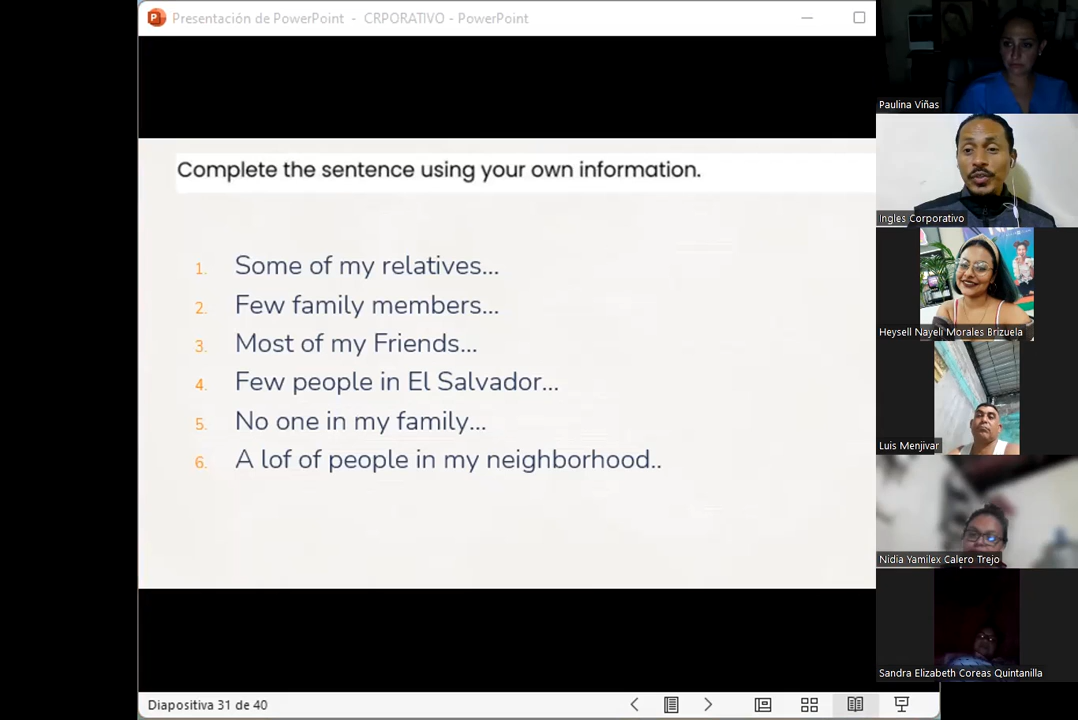 Presentación de PowerPoint - CRPORATIVO - PowerPoint
Complete the sentence using your own information.
1. Some of my relatives...
2. Few family members...
3. Most of my Friends...
4. Few people in El Salvador...
5. No one in my family...
6. A lof of people in my neighborhood..
Diapositiva 31 de 40
Paulina Viñas
Ingles Corporativo
Heysell Nayeli Morales Brizuela
Luis Menjivar
Nidia Yamilex Calero Trejo
Sandra Elizabeth Coreas Quintanilla